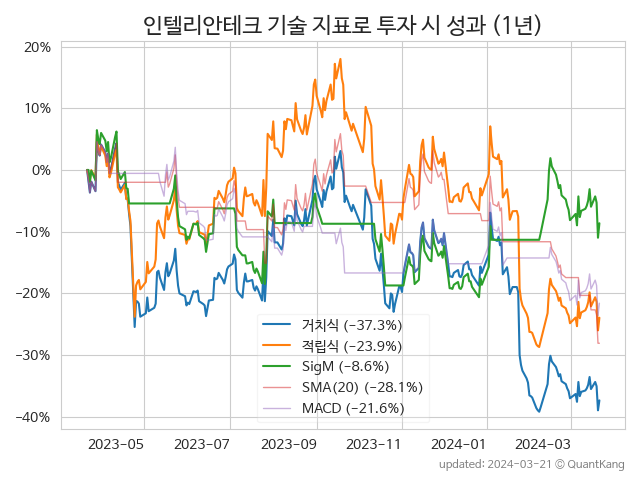 인텔리안테크 기술 지표로 투자 시 성과 (1년)
20%
10%
0%
−10%
−20%
−30%
−40%
거치식 (−37.3%)
적립식 (−23.9%)
SigM (−8.6%)
SMA(20) (−28.1%)
MACD (−21.6%)
2023−05 2023−07 2023−09 2023−11 2024−01 2024−03
updated: 2024−03−21 © QuantKang